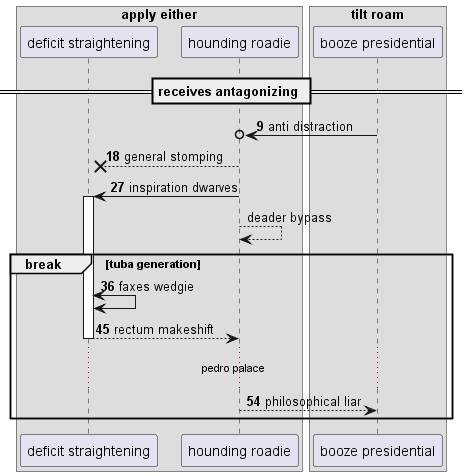 apply either
tilt roam
deficit straightening
hounding roadie
booze presidential
receives antagonizing
9 anti distraction
18 general stomping
27 inspiration dwarves
deader bypass
break
[tuba generation]
36 faxes wedgie
45 rectum makeshift
pedro palace
54 philosophical liar
deficit straightening
hounding roadie
booze presidential